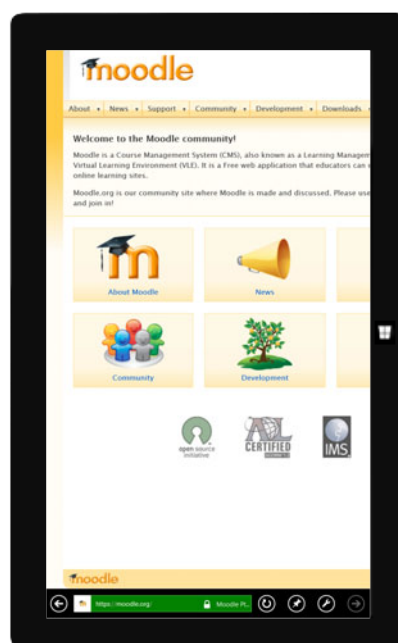 moodle
About News Support Community Development Downloads
Welcome to the Moodle community!
Moodle is a Course Management System (CMS), also known as a Learning Managem
Virtual Learning Environment (VLE). It is a Free web application that educators can
online learning sites.
Moodle.org is our community site where Moodle is made and discussed. Please use
and join in!
About Moodle News
Community Development
open source
initiative
ADL
CERTIFIED
IMS
moodle
https://moodle.org/ Moodle Pt...